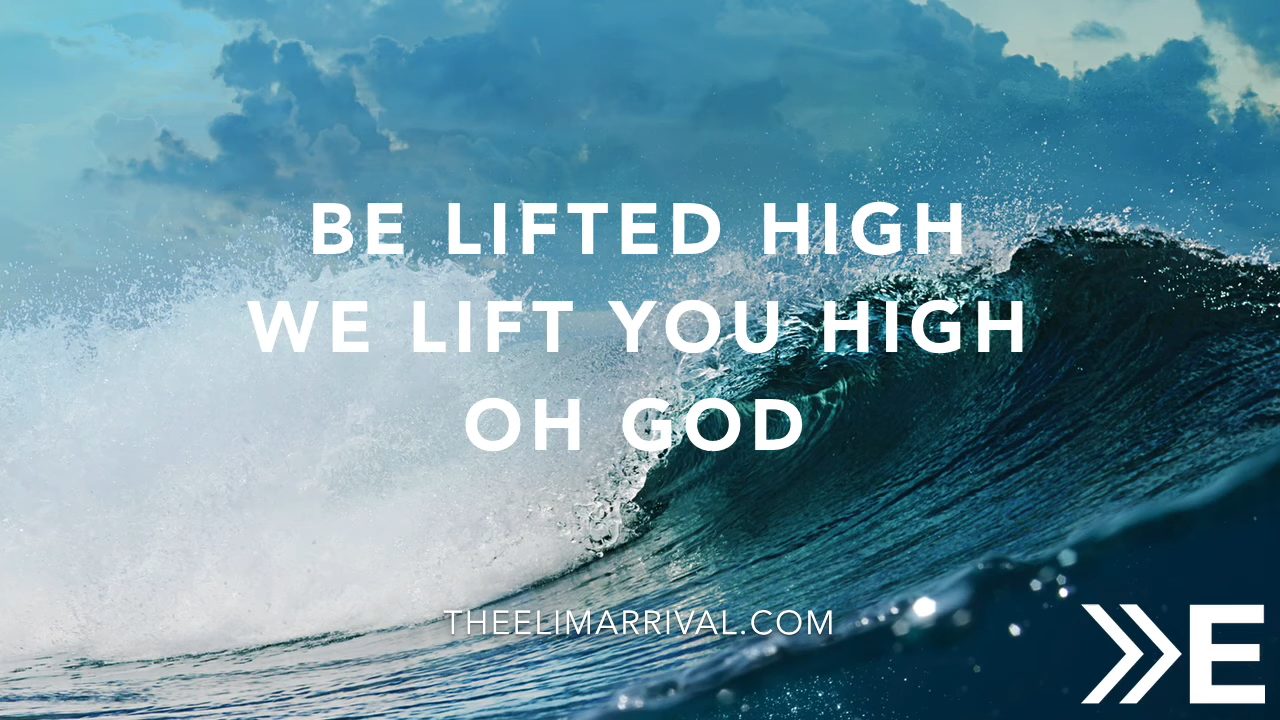 BE LIFTED HIGH
WE LIFT YOU HIGH
OH GOD
THEELIMARRIVAL.COM
E